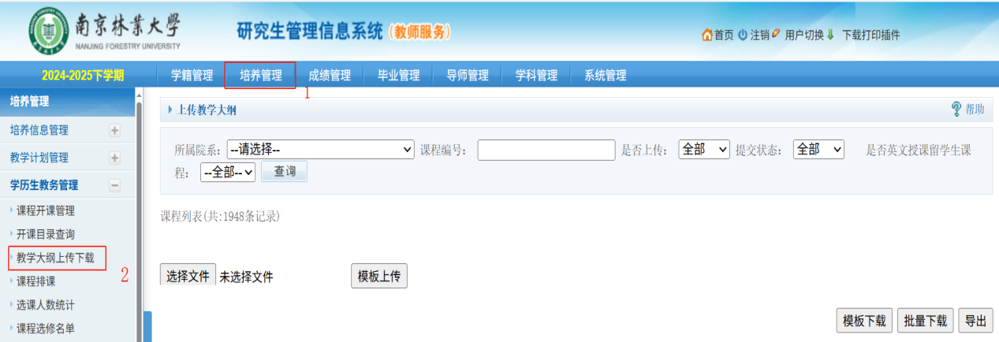 南京林業大學
NANJING FORESTRY UNIVERSITY
研究生管理信息系统 (教师服务)
首页 注销 用户切换 下载打印插件
2024-2025下学期 学籍管理 培养管理 成绩管理 毕业管理 导师管理 学科管理 系统管理
1
培养管理
培养信息管理
教学计划管理
学历生教务管理
课程开课管理
开课目录查询
教学大纲上传下载
2
课程排课
选课人数统计
课程选修名单
上传教学大纲 帮助
所属院系: --请选择-- 课程编号: 是否上传: 全部 提交状态: 全部 是否英文授课留学生课
程: --全部-- 查询
课程列表(共:1948条记录)
选择文件 未选择文件 模板上传
模板下载 批量下载 导出